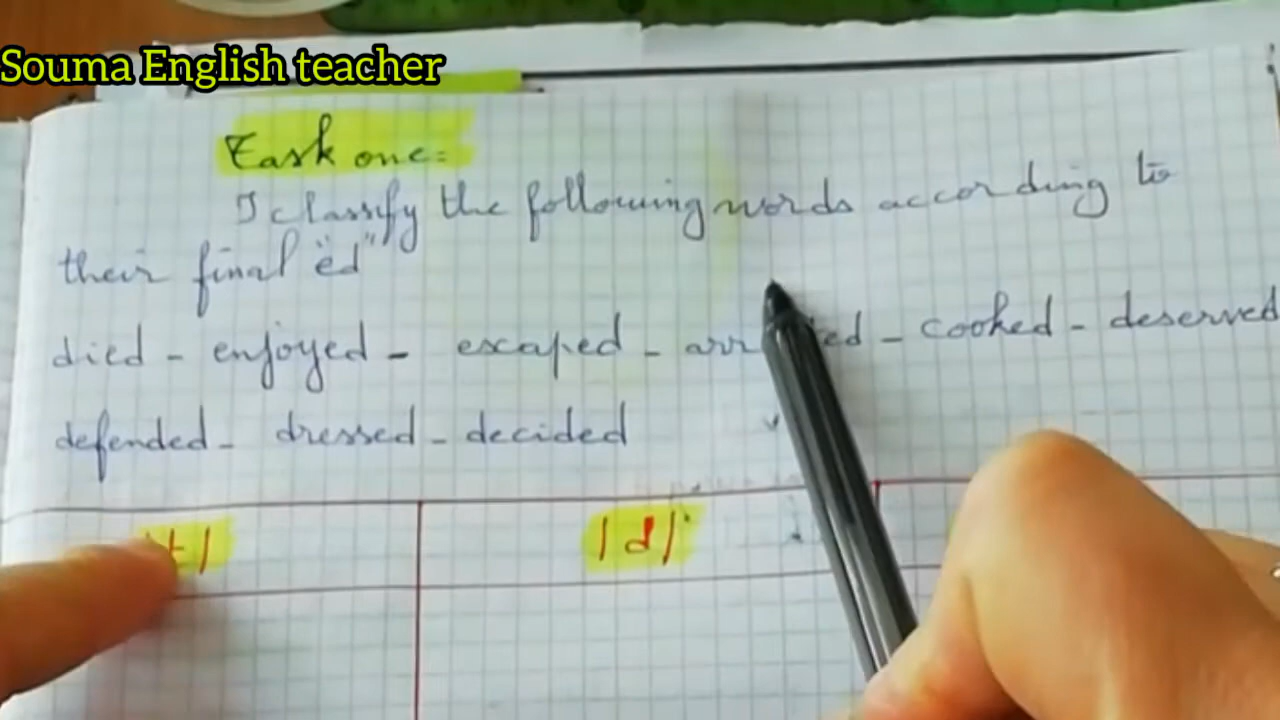 Souma English teacher
Task one:
I classify the following words according to
their final "ed"
died - enjoyed - escaped - - cooked - deserved
defended - dressed - decided
|d|